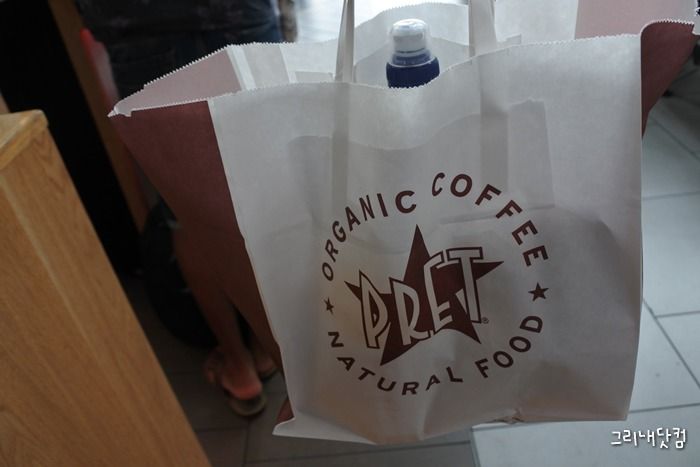 ORGANIC COFFEE
PRET®
NATURAL FOOD
그리내닷컴